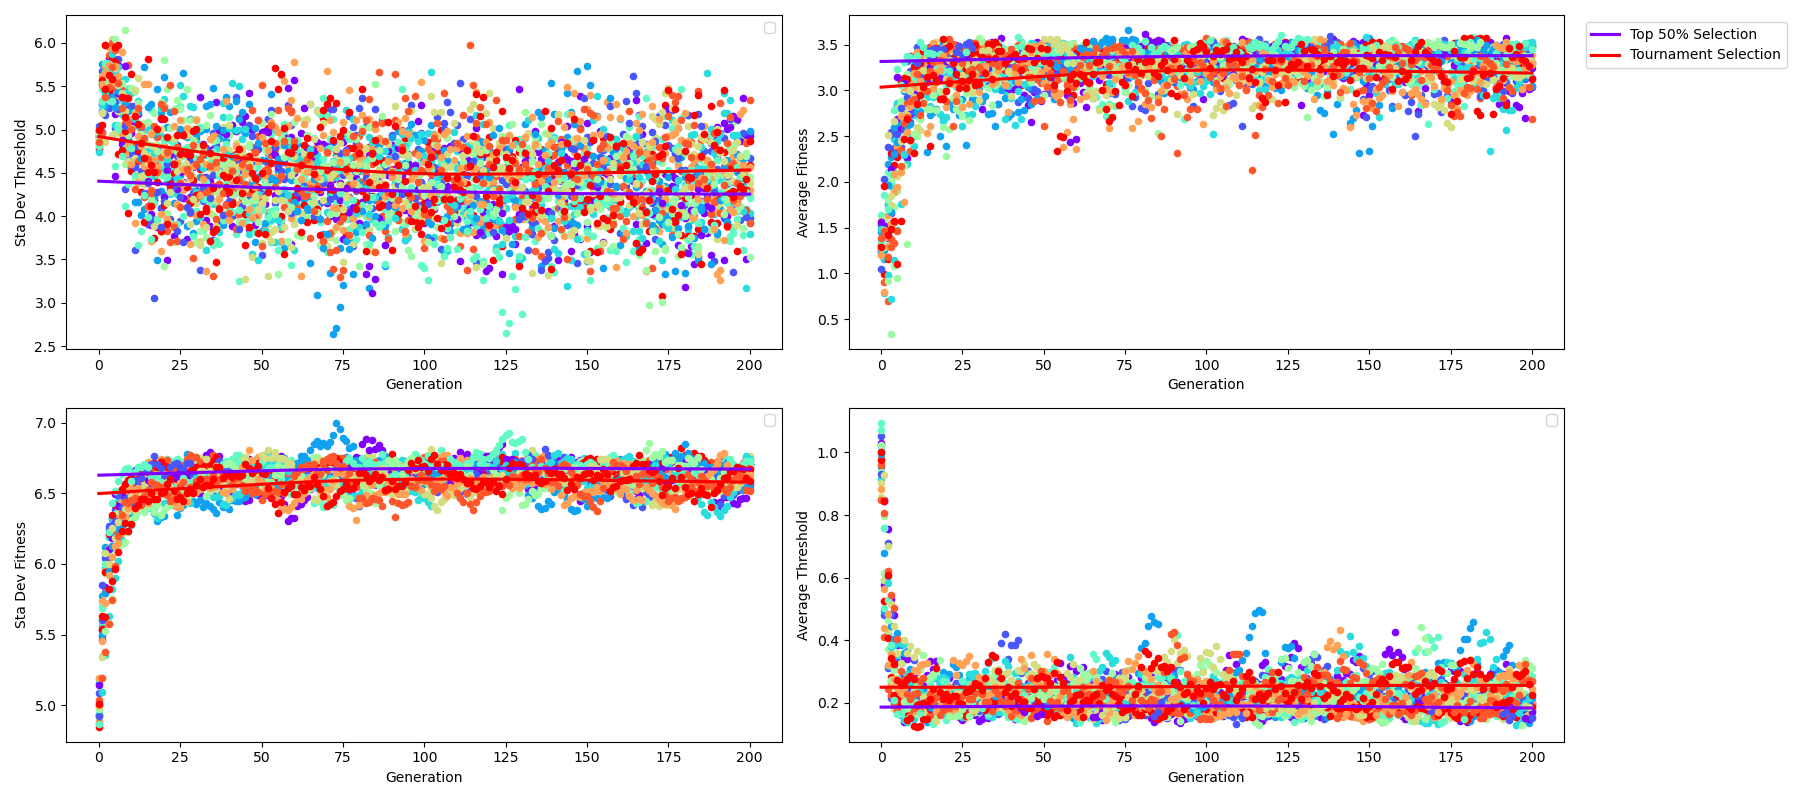 Sta Dev Threshold
6.0
5.5
5.0
4.5
4.0
3.5
3.0
2.5
0 25 50 75 100 125 150 175 200
Generation
Average Fitness
3.5
3.0
2.5
2.0
1.5
1.0
0.5
0 25 50 75 100 125 150 175 200
Generation
Top 50% Selection
Tournament Selection
Sta Dev Fitness
7.0
6.5
6.0
5.5
5.0
0 25 50 75 100 125 150 175 200
Generation
Average Threshold
1.0
0.8
0.6
0.4
0.2
0 25 50 75 100 125 150 175 200
Generation